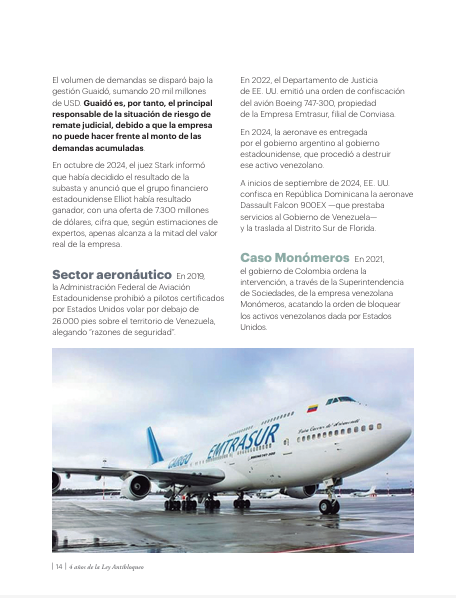 El volumen de demandas se disparó bajo la
gestión Guaidó, sumando 20 mil millones
de USD. Guaidó es, por tanto, el principal
responsable de la situación de riesgo de
remate judicial, debido a que la empresa
no puede hacer frente al monto de las
demandas acumuladas.
En octubre de 2024, el juez Stark informó
que había decidido el resultado de la
subasta y anunció que el grupo financiero
estadounidense Elliot había resultado
ganador, con una oferta de 7.300 millones
de dólares, cifra que, según estimaciones de
expertos, apenas alcanza a la mitad del valor
real de la empresa.
Sector aeronáutico En 2019,
la Administración Federal de Aviación
Estadounidense prohibió a pilotos certificados
por Estados Unidos volar por debajo de
26.000 pies sobre el territorio de Venezuela,
alegando "razones de seguridad".
En 2022, el Departamento de Justicia
de EE. UU. emitió una orden de confiscación
del avión Boeing 747-300, propiedad
de la Empresa Emtrasur, filial de Conviasa.
En 2024, la aeronave es entregada
por el gobierno argentino al gobierno
estadounidense, que procedió a destruir
ese activo venezolano.
A inicios de septiembre de 2024, EE. UU.
confisca en República Dominicana la aeronave
Dassault Falcon 900EX —que prestaba
servicios al Gobierno de Venezuela—
y la traslada al Distrito Sur de Florida.
Caso Monómeros En 2021,
el gobierno de Colombia ordena la
intervención, a través de la Superintendencia
de Sociedades, de la empresa venezolana
Monómeros, acatando la orden de bloquear
los activos venezolanos dada por Estados
Unidos.
CARGO
EMTRASUR
| 14 | 4 años de la Ley Antibloqueo